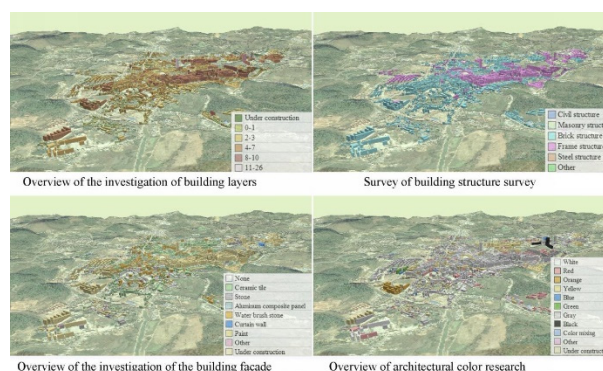 Under construction
0-1
2-3
4-7
8-10
11-26
Overview of the investigation of building layers
Civil structure
Masonry structure
Brick structure
Frame structure
Steel structure
Other
Survey of building structure survey
None
Ceramic tile
Stone
Aluminum composite panel
Water brush stone
Curtain wall
Paint
Other
Under construction
Overview of the investigation of the building facade
White
Red
Orange
Yellow
Blue
Green
Gray
Black
Color mixing
Other
Under construct
Overview of architectural color research